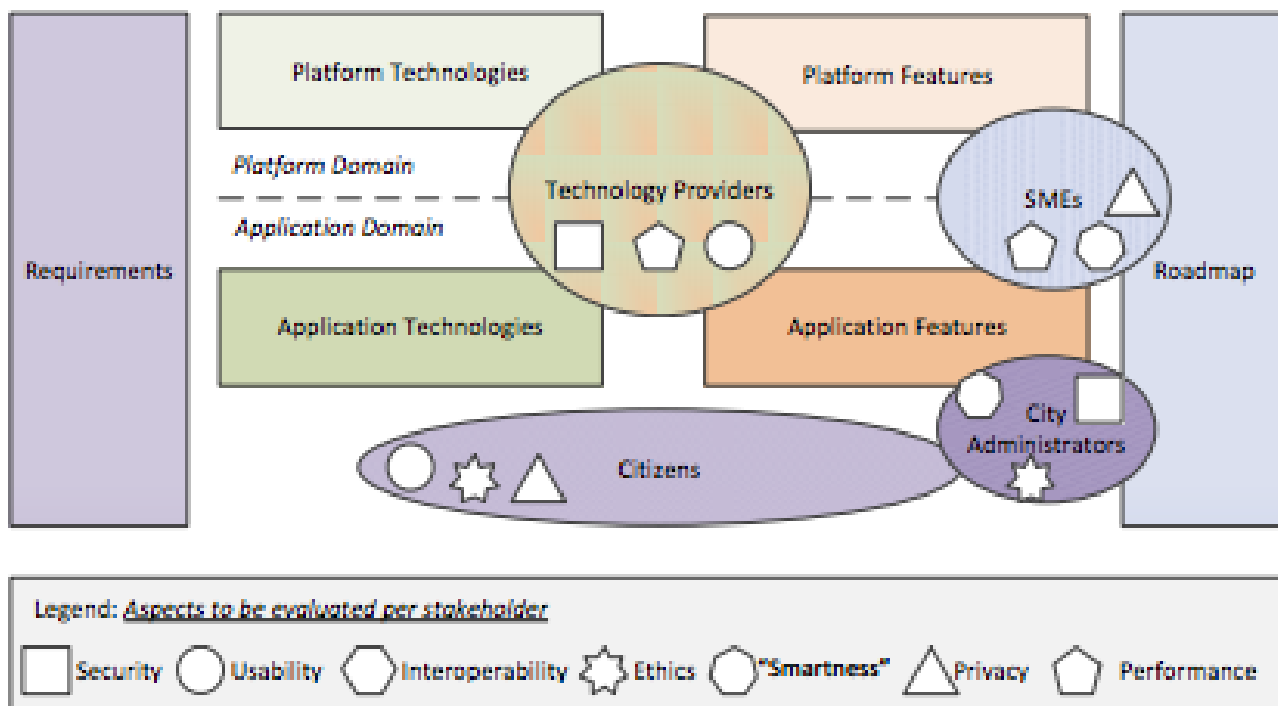 Platform Technologies
Platform Features
Platform Domain
Technology Providers
SMEs
Application Domain
Requirements
Roadmap
Application Technologies
Application Features
City
Administrators
Citizens
Legend: Aspects to be evaluated per stakeholder
Security Usability Interoperability Ethics "Smartness" Privacy Performance